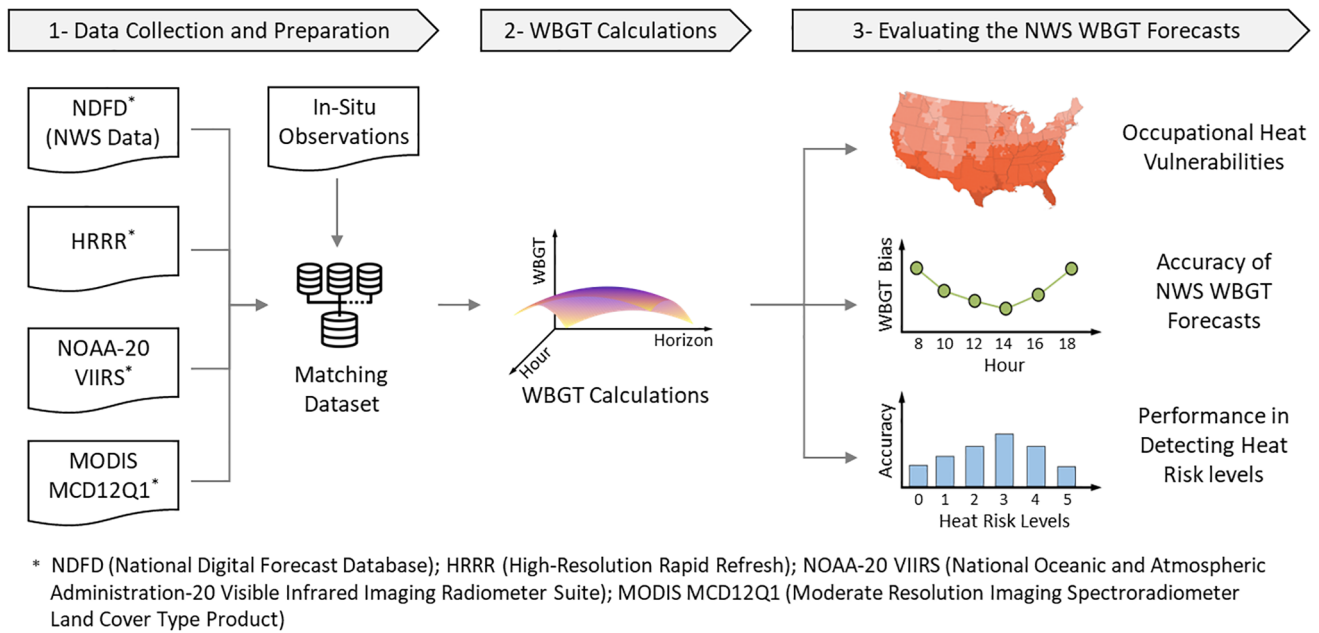 1- Data Collection and Preparation
2- WBGT Calculations
3- Evaluating the NWS WBGT Forecasts
NDFD*
(NWS Data)
HRRR*
NOAA-20
VIIRS*
MODIS
MCD12Q1*
In-Situ
Observations
Matching
Dataset
WBGT
Hour
Horizon
WBGT Calculations
Occupational Heat
Vulnerabilities
WBGT Bias
8 10 12 14 16 18
Hour
Accuracy of
NWS WBGT
Forecasts
Accuracy
0 1 2 3 4 5
Heat Risk Levels
Performance in
Detecting Heat
Risk levels
* NDFD (National Digital Forecast Database); HRRR (High-Resolution Rapid Refresh); NOAA-20 VIIRS (National Oceanic and Atmospheric
Administration-20 Visible Infrared Imaging Radiometer Suite); MODIS MCD12Q1 (Moderate Resolution Imaging Spectroradiometer
Land Cover Type Product)